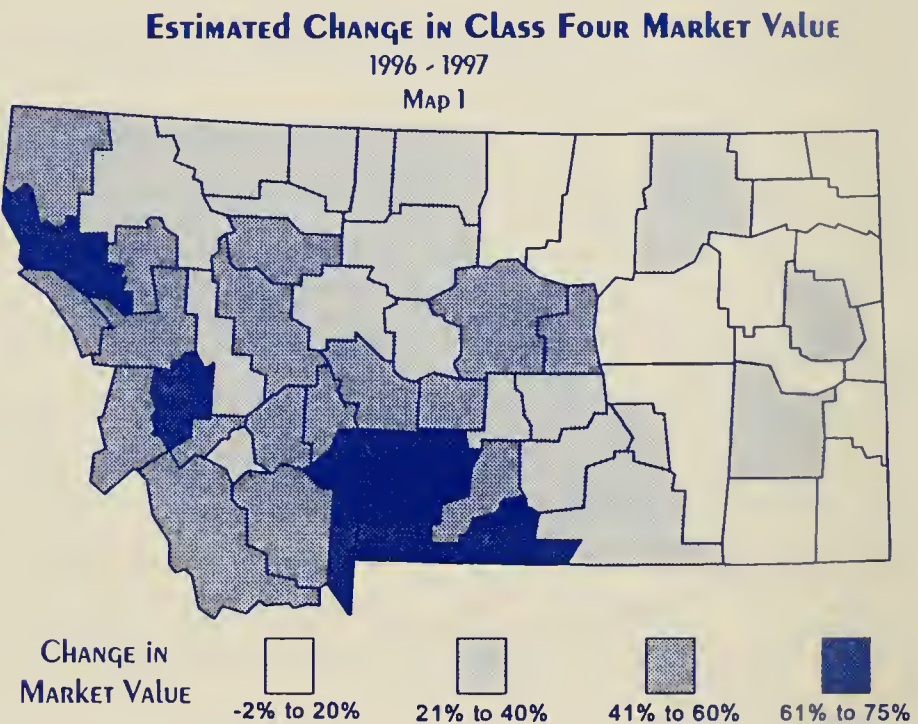 Estimated Change in Class Four Market Value
1996 - 1997
Map 1
Change in
Market Value
-2% to 20%
21% to 40%
41% to 60%
61% to 75%